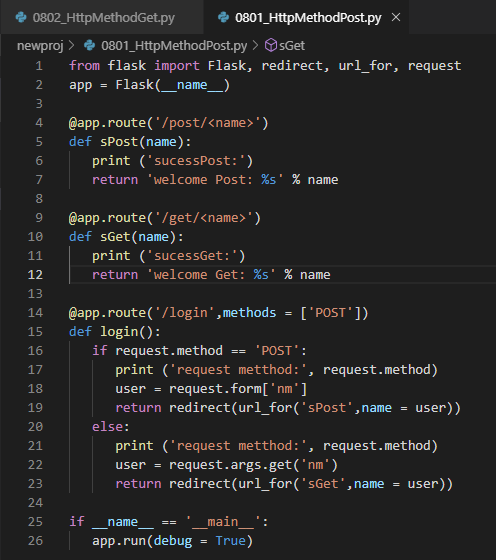 0802_HttpMethodGet.py 0801_HttpMethodPost.py ×
newproj > 0801_HttpMethodPost.py > sGet
1 from flask import Flask, redirect, url_for, request
2 app = Flask(__name__)
3
4 @app.route('/post/<name>')
5 def sPost(name):
6     print ('sucessPost:')
7     return 'welcome Post: %s' % name
8
9 @app.route('/get/<name>')
10 def sGet(name):
11     print ('sucessGet:')
12     return 'welcome Get: %s' % name
13
14 @app.route('/login',methods = ['POST'])
15 def login():
16     if request.method == 'POST':
17         print ('request metthod:', request.method)
18         user = request.form['nm']
19         return redirect(url_for('sPost',name = user))
20     else:
21         print ('request metthod:', request.method)
22         user = request.args.get('nm')
23         return redirect(url_for('sGet',name = user))
24
25 if __name__ == '__main__':
26     app.run(debug = True)